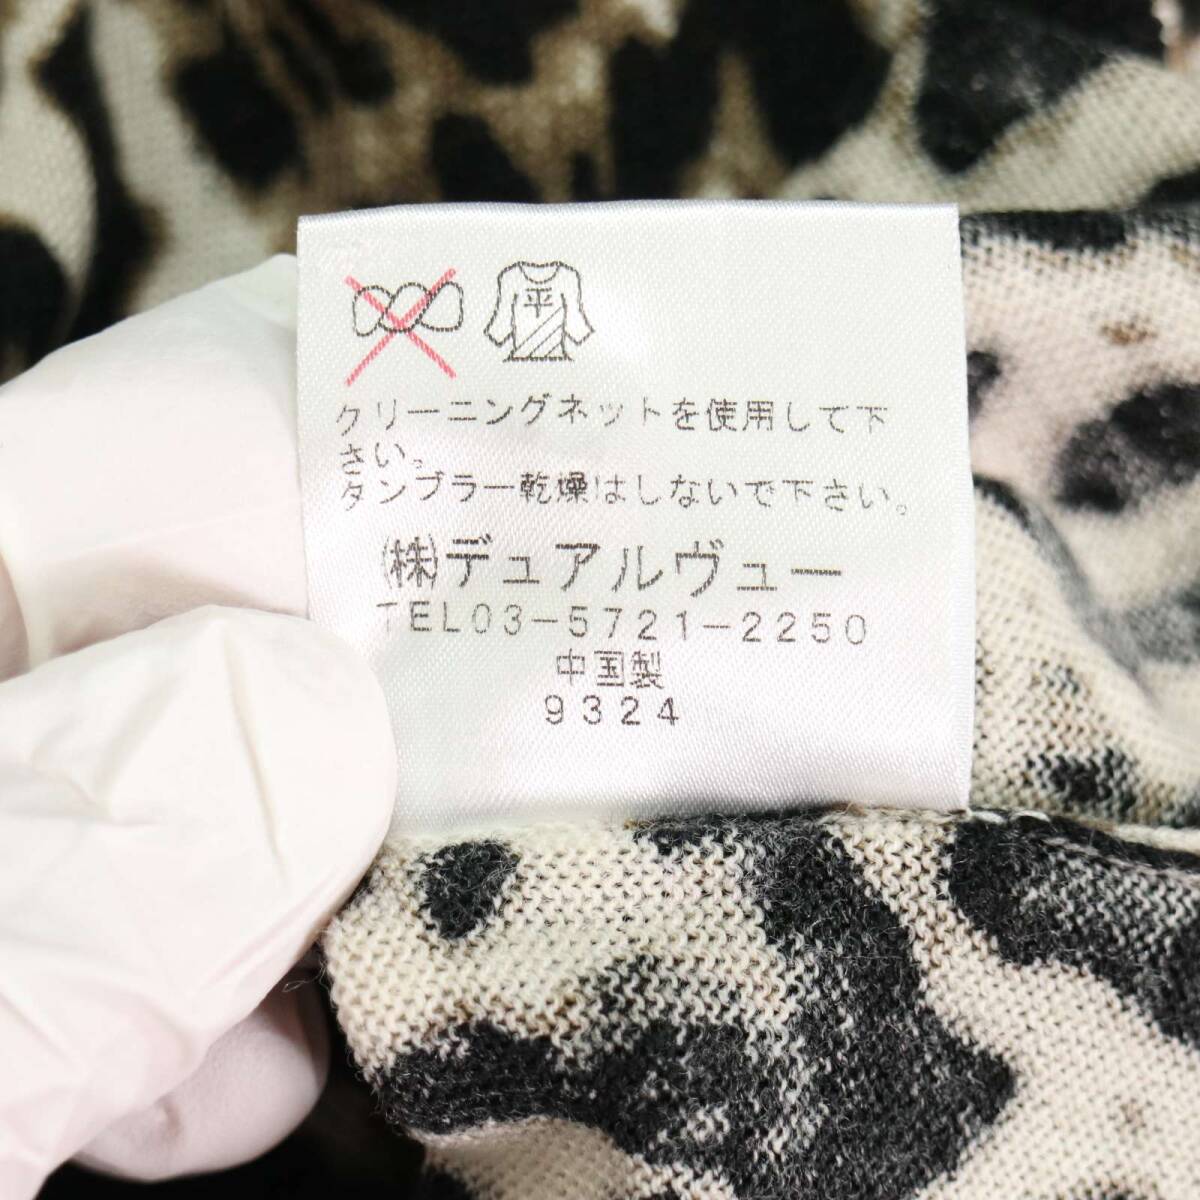 平
クリーニングネットを使用して下
さい。
タンブラー乾燥はしないで下さい。
㈱デュアルヴュー
TEL03-5721-2250
中国製
9324